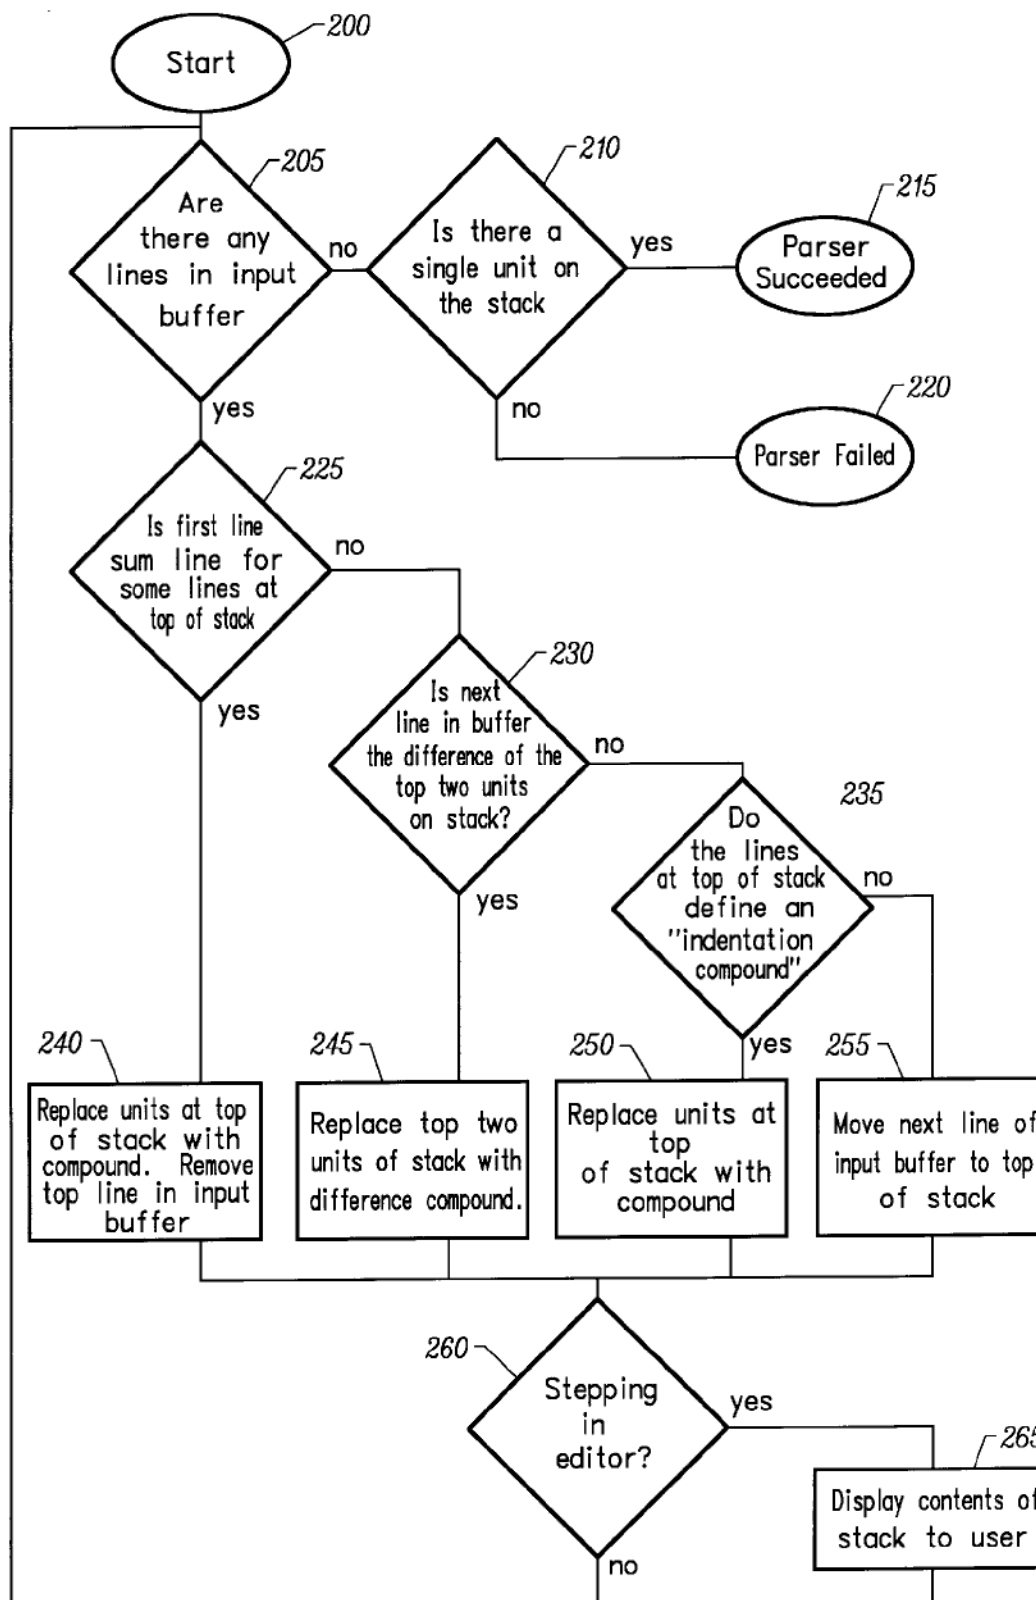 200
Start
205
Are
there any
lines in input
buffer
no
210
Is there a
single unit on
the stack
yes
215
Parser
Succeeded
no
220
Parser Failed
yes
225
Is first line
sum line for
some lines at
top of stack
no
yes
230
Is next
line in buffer
the difference of the
top two units
on stack?
no
yes
235
Do
the lines
at top of stack
define an
"indentation
compound"
no
yes
240
Replace units at top
of stack with
compound. Remove
top line in input
buffer
245
Replace top two
units of stack with
difference compound.
250
Replace units at
top
of stack with
compound
255
Move next line of
input buffer to top
of stack
260
Stepping
in
editor?
yes
265
Display contents of
stack to user
no